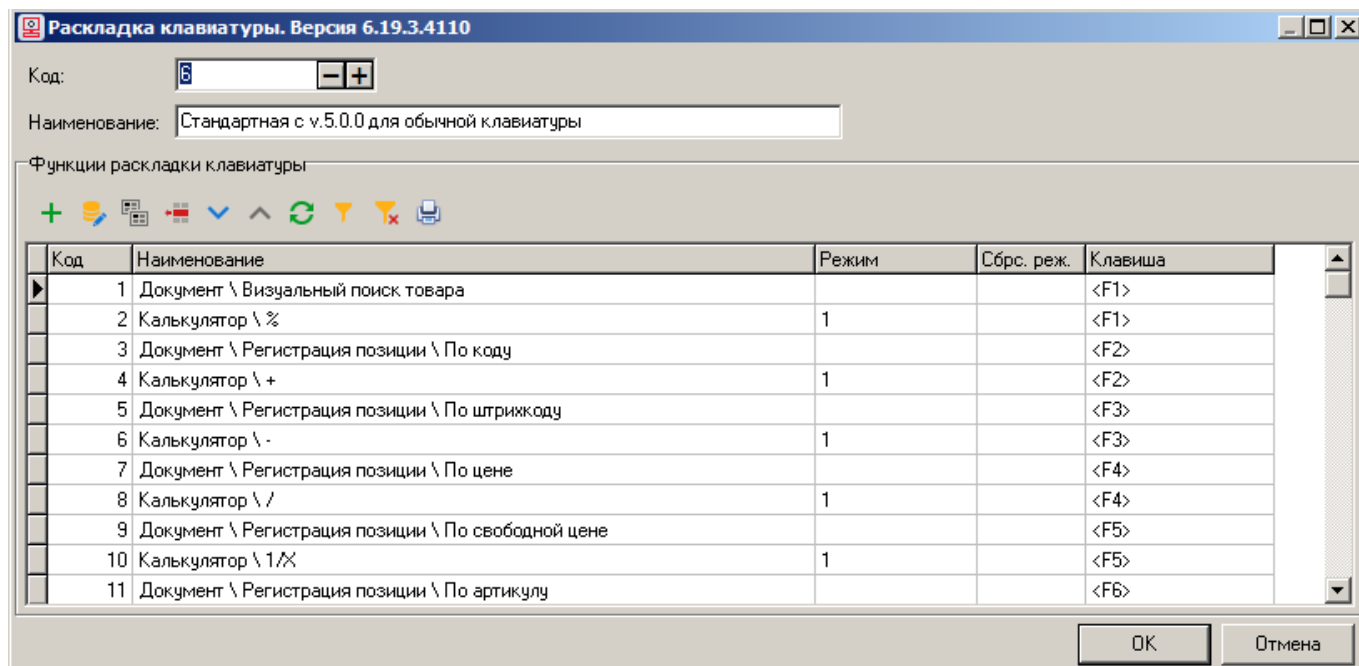 Раскладка клавиатуры. Версия 6.19.3.4110
Код: 6
Наименование: Стандартная с v.5.0.0 для обычной клавиатуры
Функции раскладки клавиатуры
Код Наименование Режим Сбрс. реж. Клавиша
1 Документ \ Визуальный поиск товара <F1>
2 Калькулятор \ % 1 <F1>
3 Документ \ Регистрация позиции \ По коду <F2>
4 Калькулятор \ + 1 <F2>
5 Документ \ Регистрация позиции \ По штрихкоду <F3>
6 Калькулятор \ - 1 <F3>
7 Документ \ Регистрация позиции \ По цене <F4>
8 Калькулятор \ / 1 <F4>
9 Документ \ Регистрация позиции \ По свободной цене <F5>
10 Калькулятор \ 1/X 1 <F5>
11 Документ \ Регистрация позиции \ По артикулу <F6>
OK Отмена